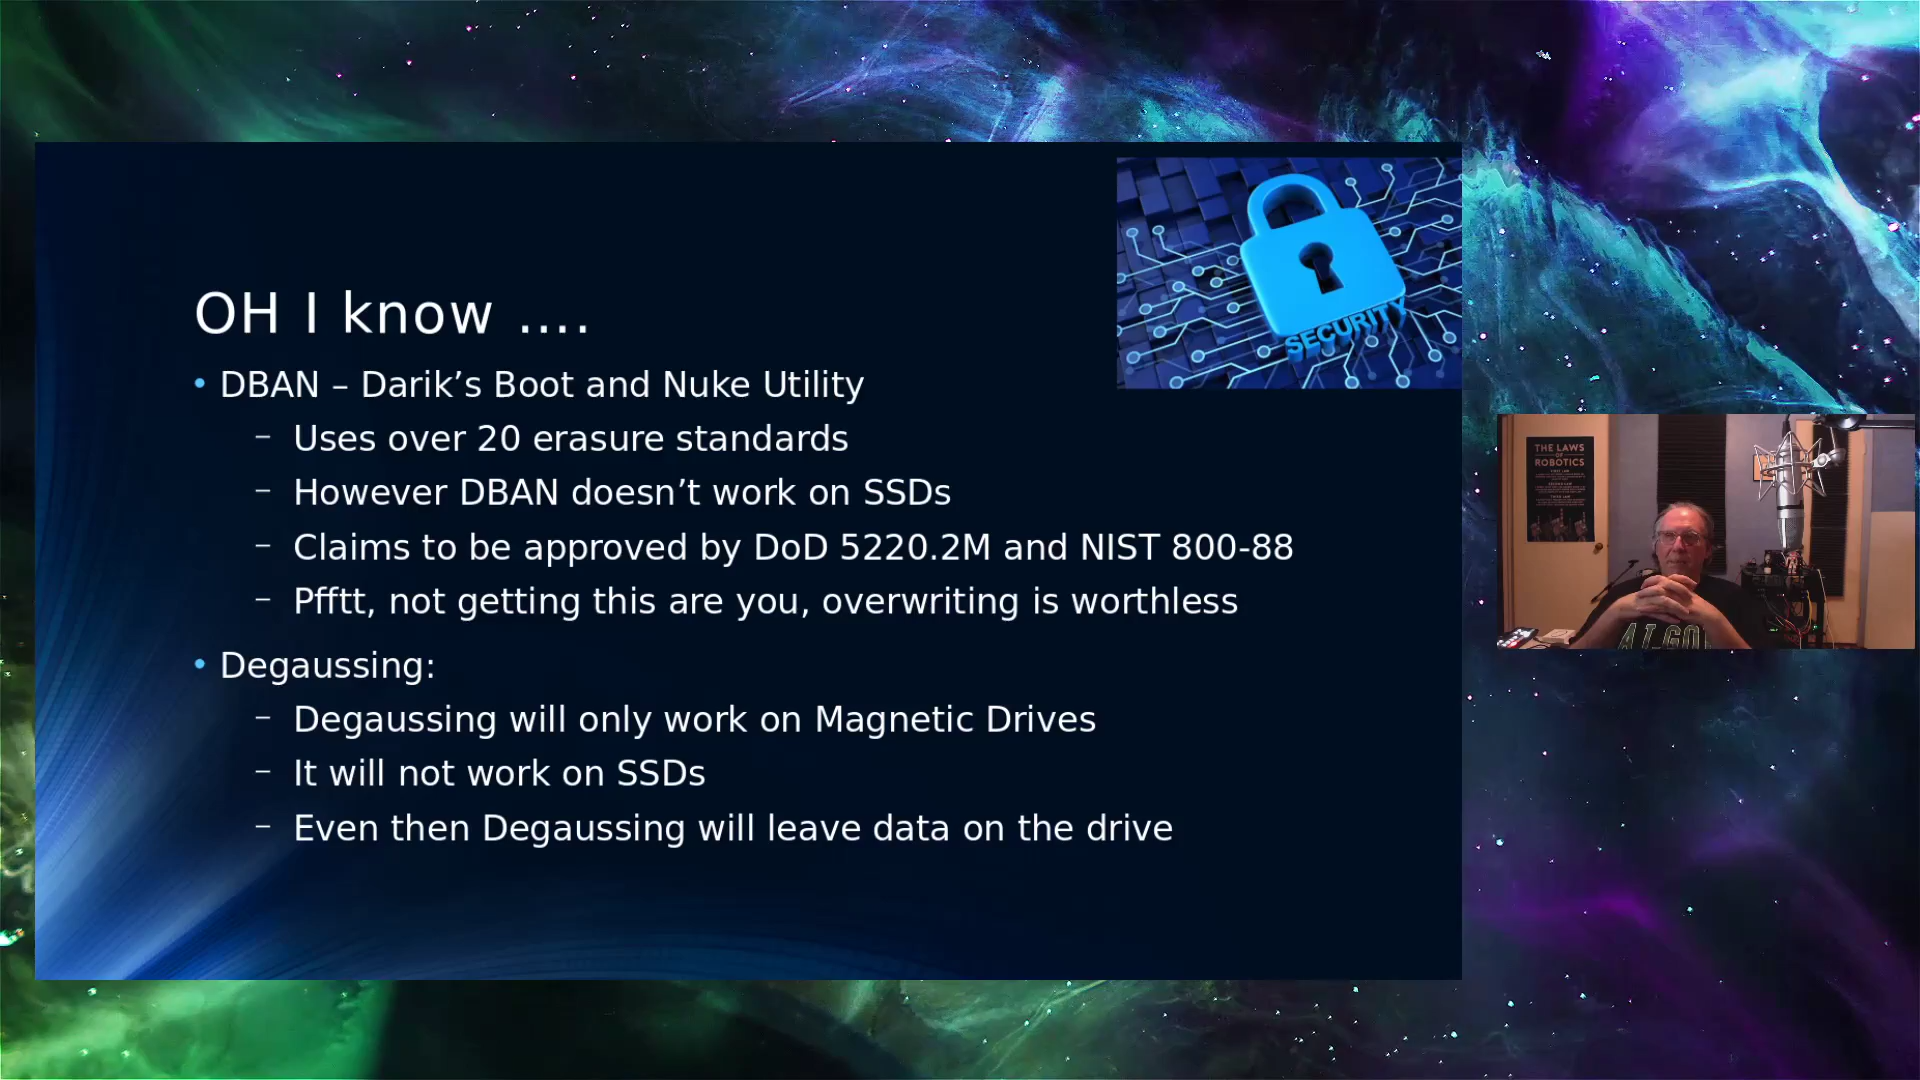 OH I know ....
• DBAN – Darik’s Boot and Nuke Utility
– Uses over 20 erasure standards
– However DBAN doesn’t work on SSDs
– Claims to be approved by DoD 5220.2M and NIST 800-88
– Pfftt, not getting this are you, overwriting is worthless
• Degaussing:
– Degaussing will only work on Magnetic Drives
– It will not work on SSDs
– Even then Degaussing will leave data on the drive
SECURITY
THE LAWS
OF
ROBOTICS